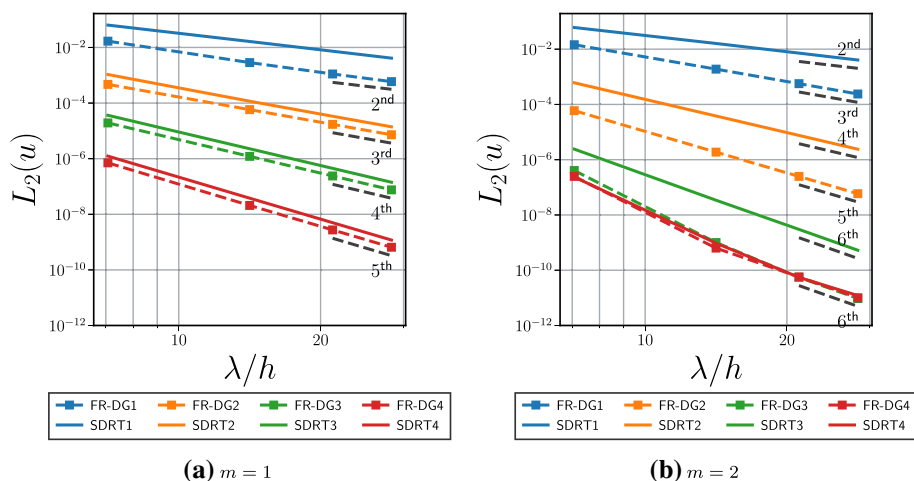 L₂(u)
10⁻²
10⁻⁴
10⁻⁶
10⁻⁸
10⁻¹⁰
10⁻¹²
2ⁿᵈ
3ʳᵈ
4ᵗʰ
5ᵗʰ
10 20
λ/h
FR-DG1 FR-DG2 FR-DG3 FR-DG4
SDRT1 SDRT2 SDRT3 SDRT4
(a) m = 1
L₂(u)
10⁻²
10⁻⁴
10⁻⁶
10⁻⁸
10⁻¹⁰
10⁻¹²
2ⁿᵈ
3ʳᵈ
4ᵗʰ
5ᵗʰ
6ᵗʰ
6ᵗʰ
10 20
λ/h
FR-DG1 FR-DG2 FR-DG3 FR-DG4
SDRT1 SDRT2 SDRT3 SDRT4
(b) m = 2